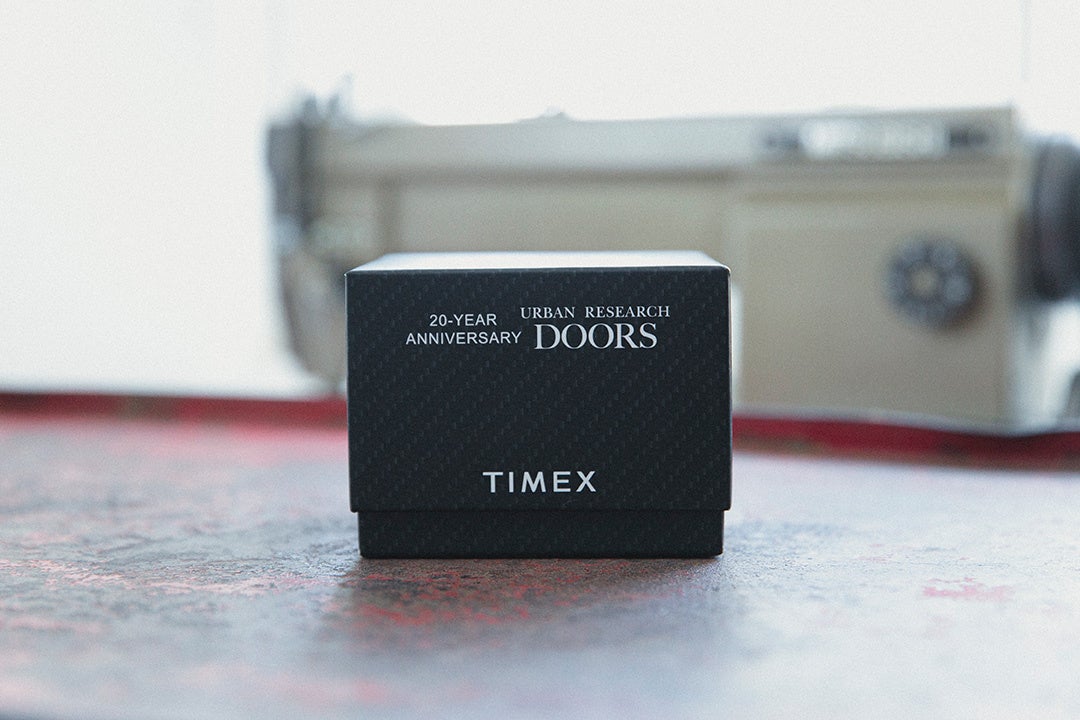 20-YEAR
ANNIVERSARY
URBAN RESEARCH
DOORS
TIMEX